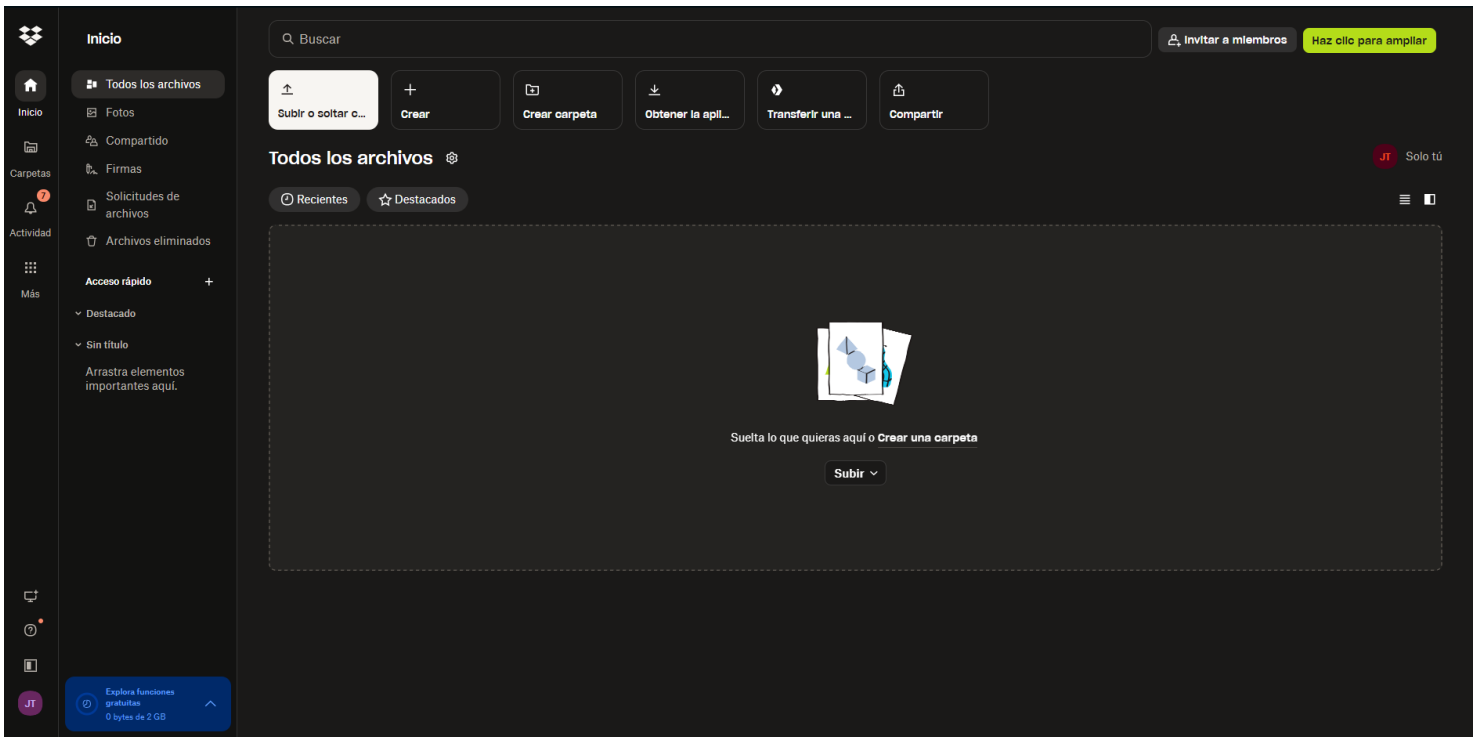 Inicio
Buscar
Invitar a miembros
Haz clic para ampliar
Inicio
Carpetas
7
Actividad
Más
Todos los archivos
Fotos
Compartido
Firmas
Solicitudes de
archivos
Archivos eliminados
Acceso rápido
Destacado
Sin título
Arrastra elementos
importantes aquí.
Subir o soltar c...
Crear
Crear carpeta
Obtener la apli...
Transferir una ...
Compartir
Todos los archivos
JT
Solo tú
Recientes
Destacados
Suelta lo que quieras aquí o Crear una carpeta
Subir
JT
Explora funciones
gratuitas
0 bytes de 2 GB